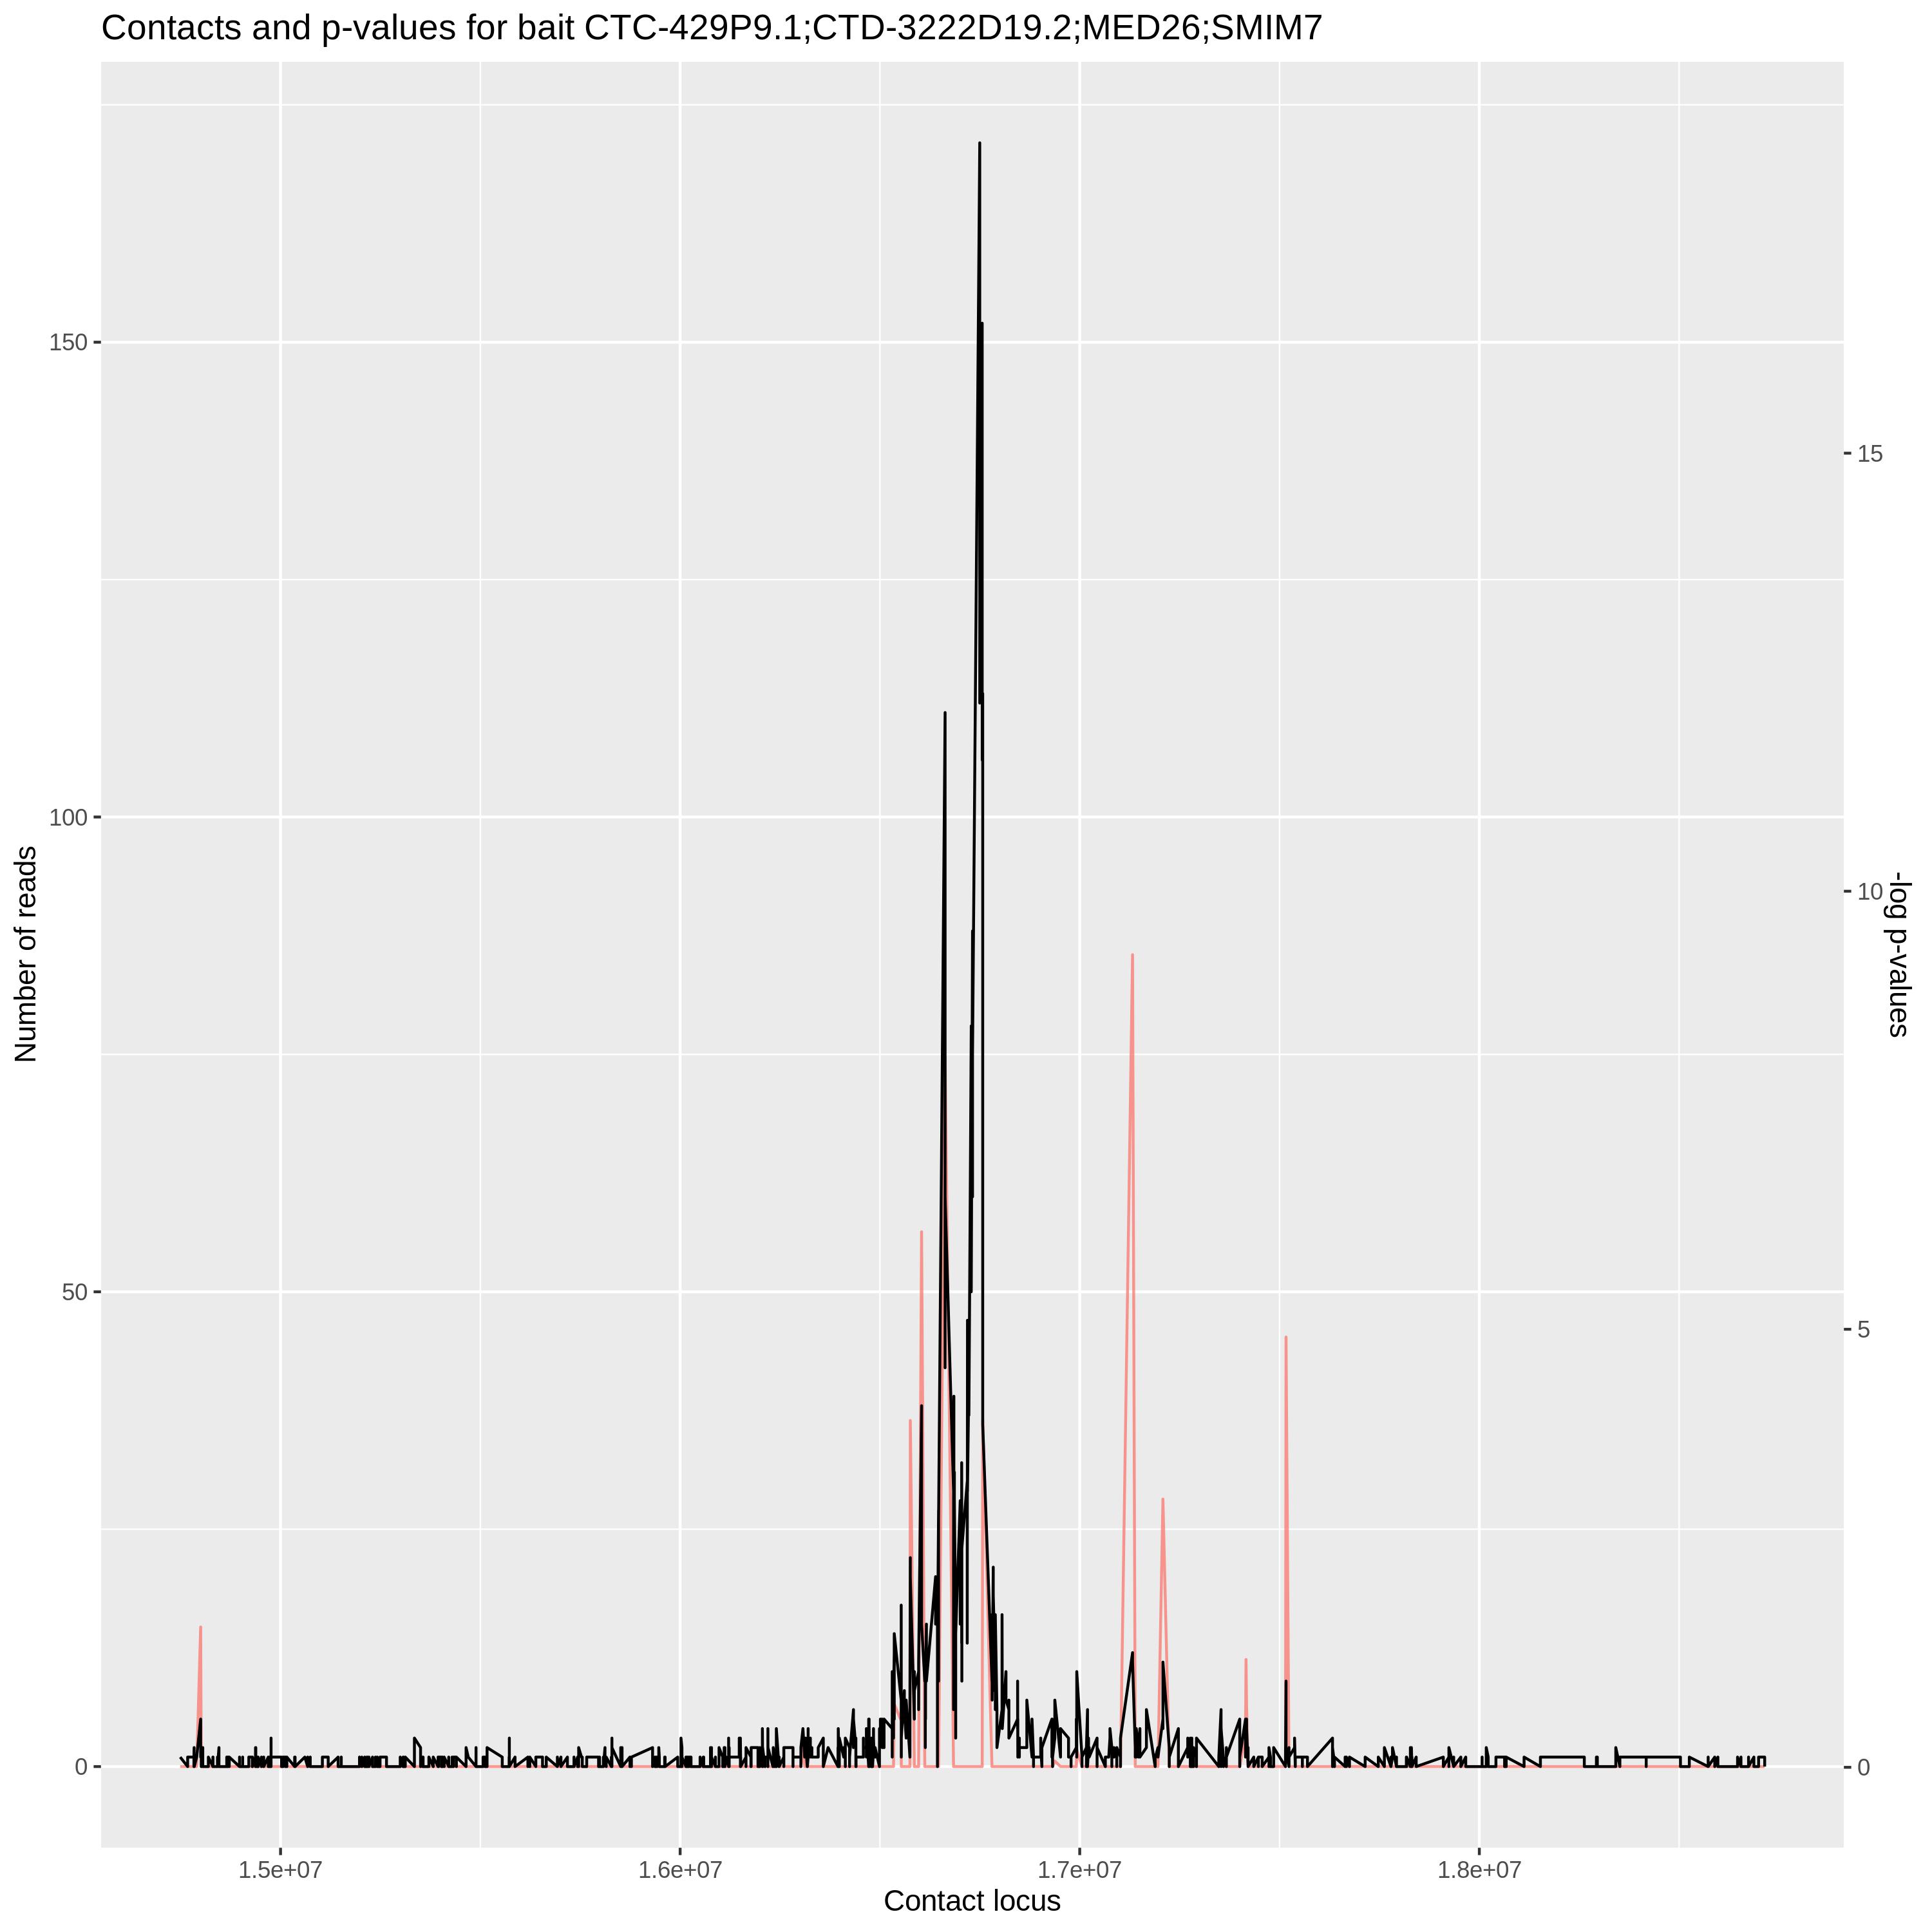 Contacts and p-values for bait CTC-429P9.1;CTD-3222D19.2;MED26;SMIM7
150
100
50
0
Number of reads
15
10
5
0
-log p-values
1.5e+07 1.6e+07 1.7e+07 1.8e+07
Contact locus